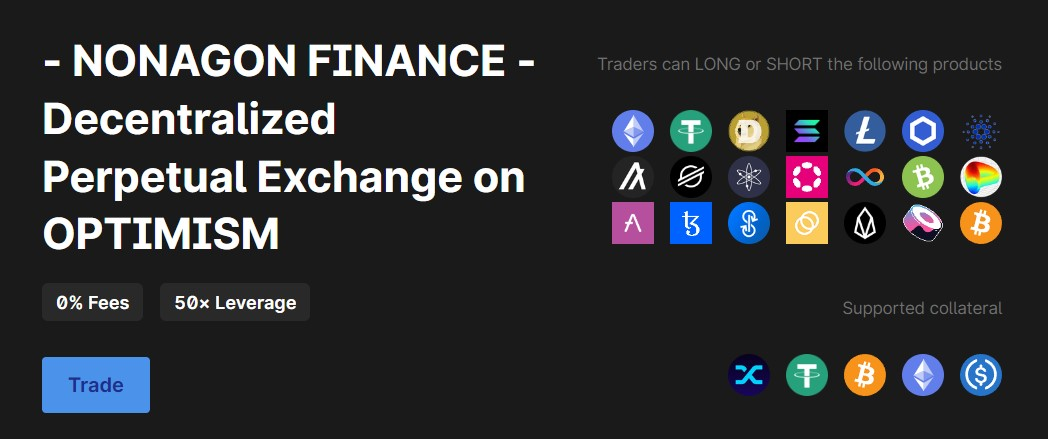 - NONAGON FINANCE -
Decentralized
Perpetual Exchange on
OPTIMISM
0% Fees
50× Leverage
Trade
Traders can LONG or SHORT the following products
Supported collateral